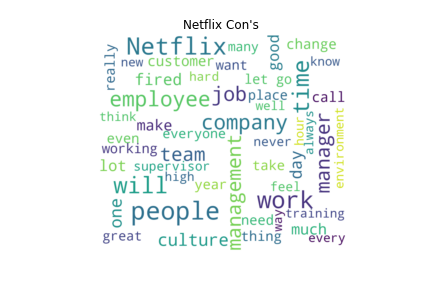 Netflix Con's
Netflix many good change
really new customer want time know
fired hard let go
employee job place call
think make company well hour always
even everyone never manager environment
working team day
lot supervisor management take
will high year feel
one people work
need way training
great culture thing much every